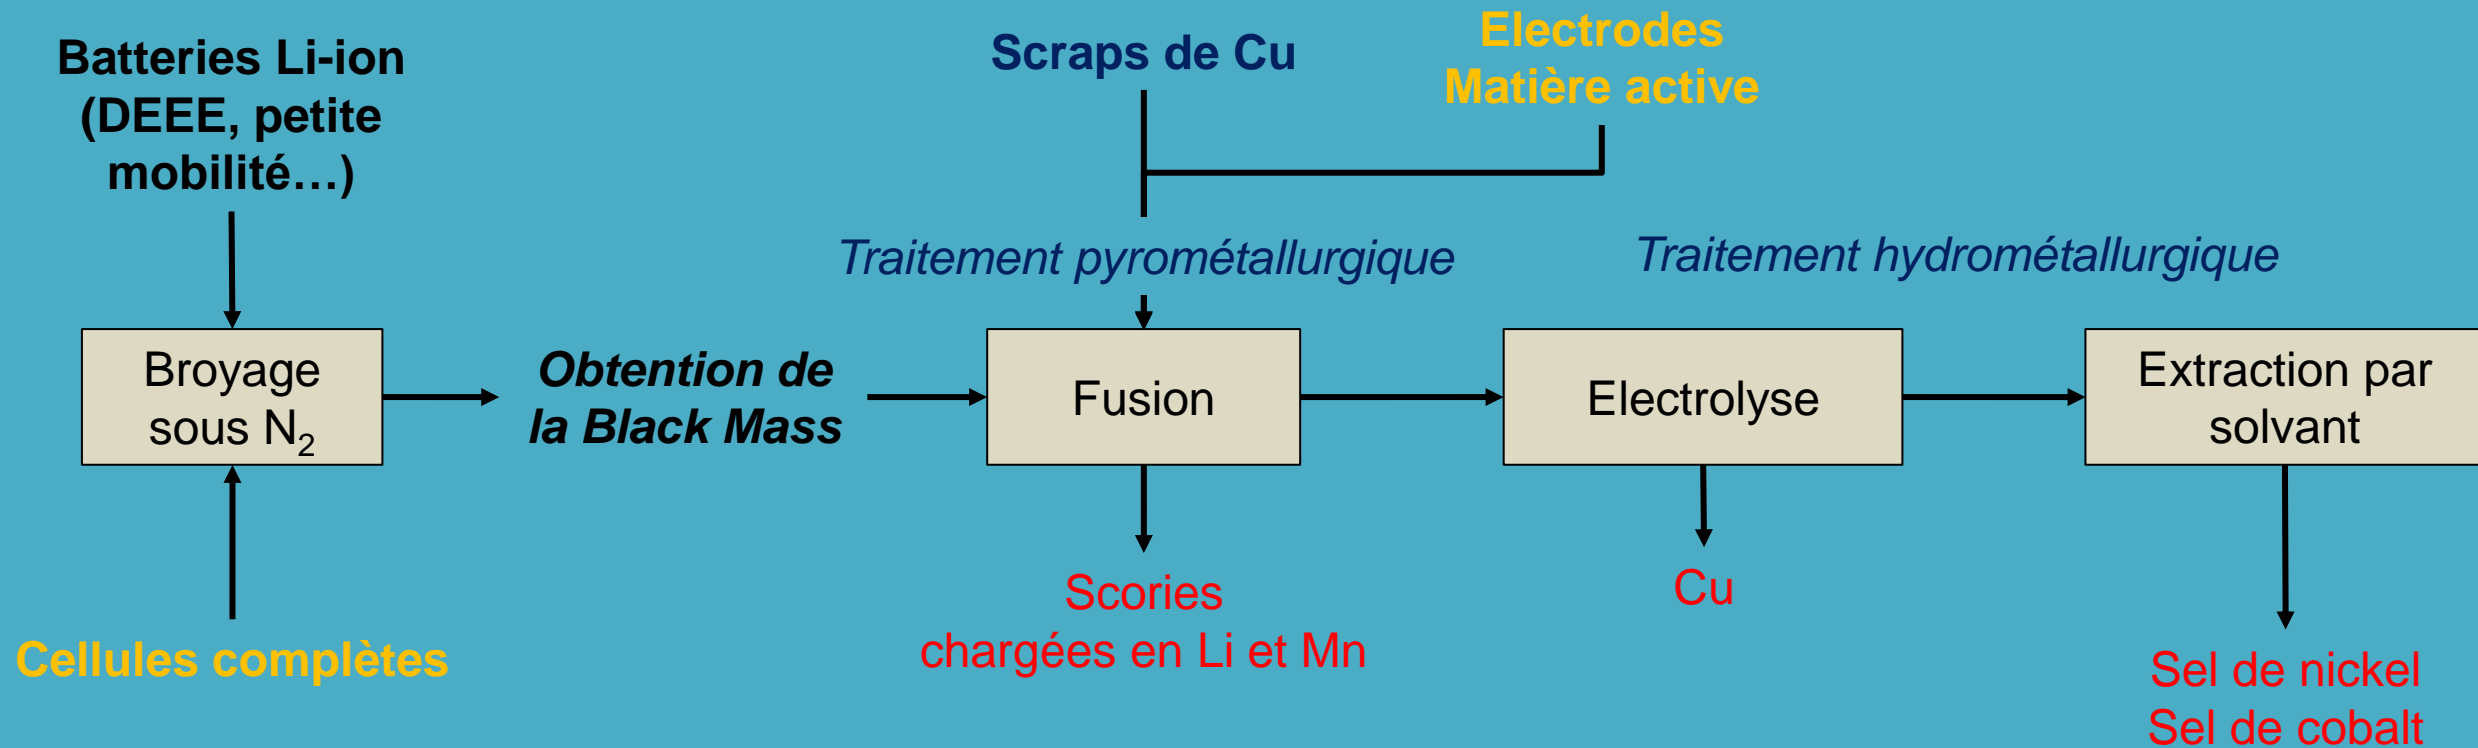 Batteries Li-ion
(DEEE, petite
mobilité…)
Scraps de Cu
Electrodes
Matière active
Traitement pyrométallurgique
Traitement hydrométallurgique
Broyage
sous N₂
Obtention de
la Black Mass
Fusion
Electrolyse
Extraction par
solvant
Cellules complètes
Scories
chargées en Li et Mn
Cu
Sel de nickel
Sel de cobalt